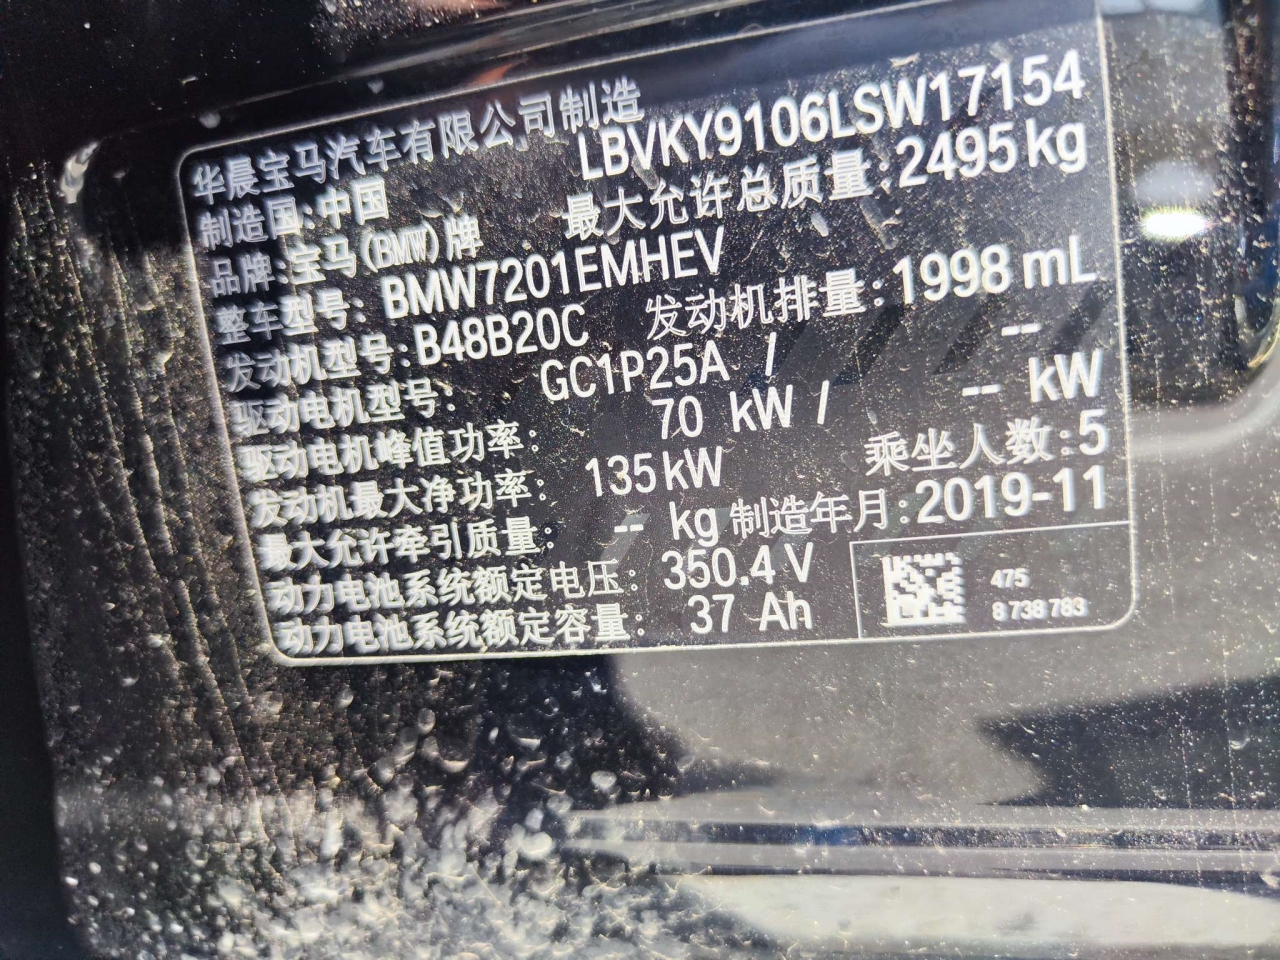 华晨宝马汽车有限公司制造
LBVKY9106LSW17154
制造国:中国
最大允许总质量:2495kg
品牌:宝马(BMW)牌
整车型号: BMW7201EMHEV
发动机型号:B48B20C 发动机排量:1998 mL
驱动电机型号: GC1P25A / --
驱动电机峰值功率: 70 kW / -- kW
发动机最大净功率: 135kW 乘坐人数:5
最大允许牵引质量: -- kg 制造年月:2019-11
动力电池系统额定电压: 350.4 V
动力电池系统额定容量: 37 Ah
475
8 738 783